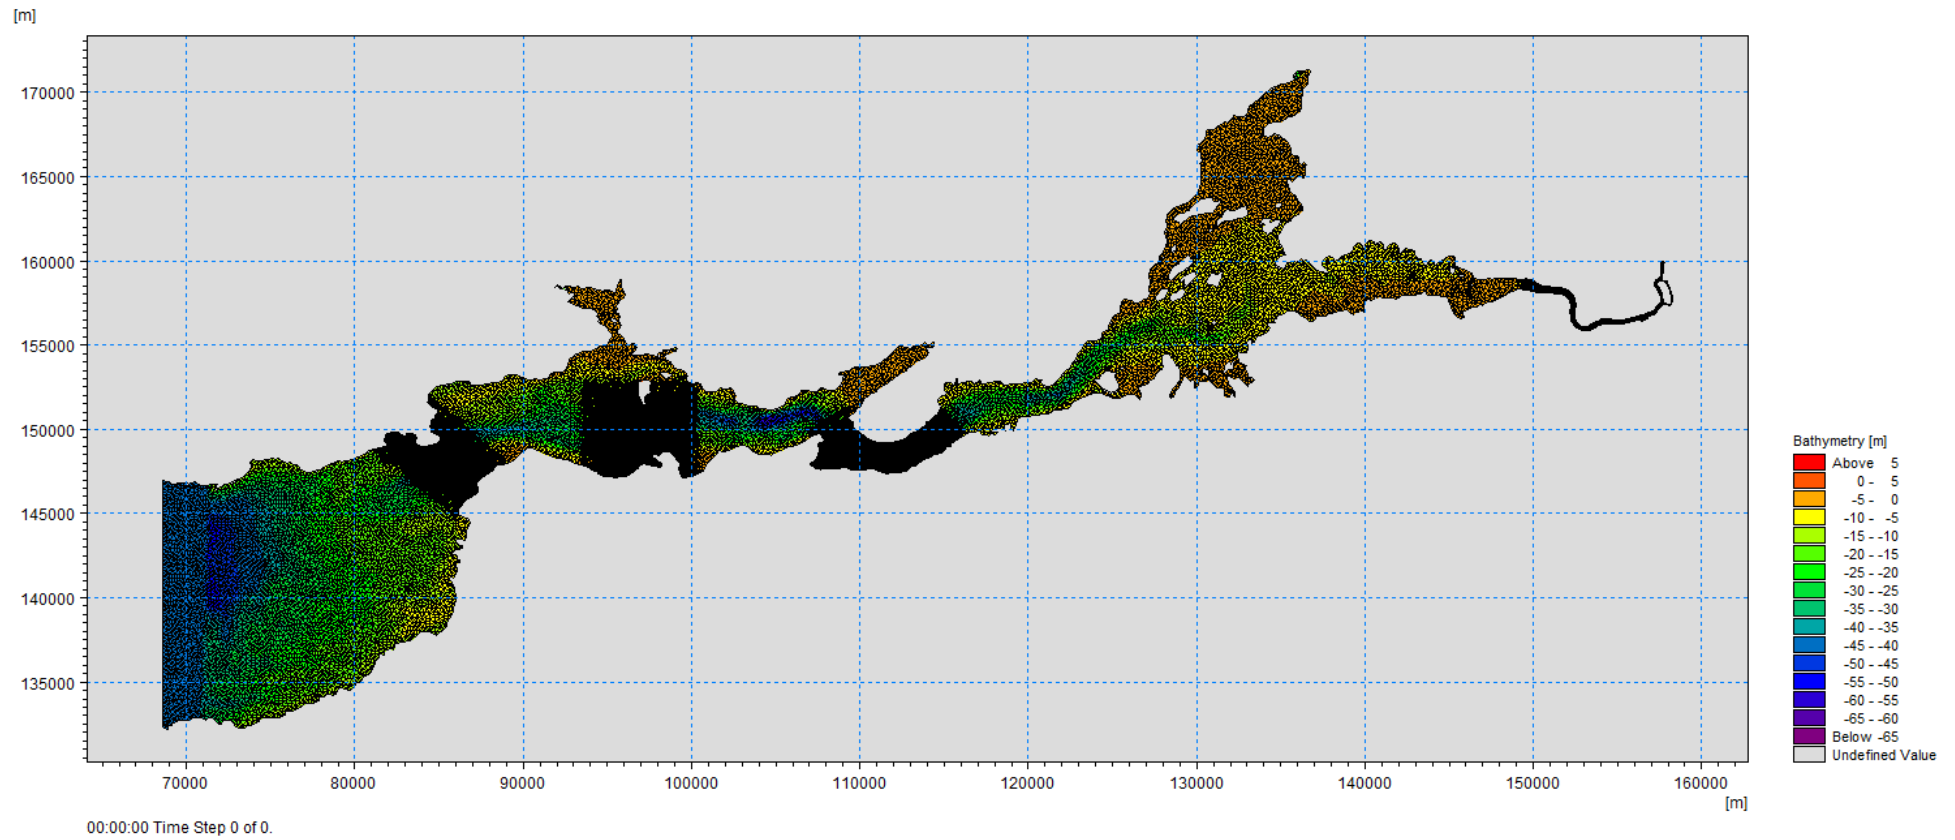 [m]
170000
165000
160000
155000
150000
145000
140000
135000
70000 80000 90000 100000 110000 120000 130000 140000 150000 160000
[m]
00:00:00 Time Step 0 of 0.
Bathymetry [m]
Above 5
0 - 5
-5 - 0
-10 - -5
-15 - -10
-20 - -15
-25 - -20
-30 - -25
-35 - -30
-40 - -35
-45 - -40
-50 - -45
-55 - -50
-60 - -55
-65 - -60
Below -65
Undefined Value